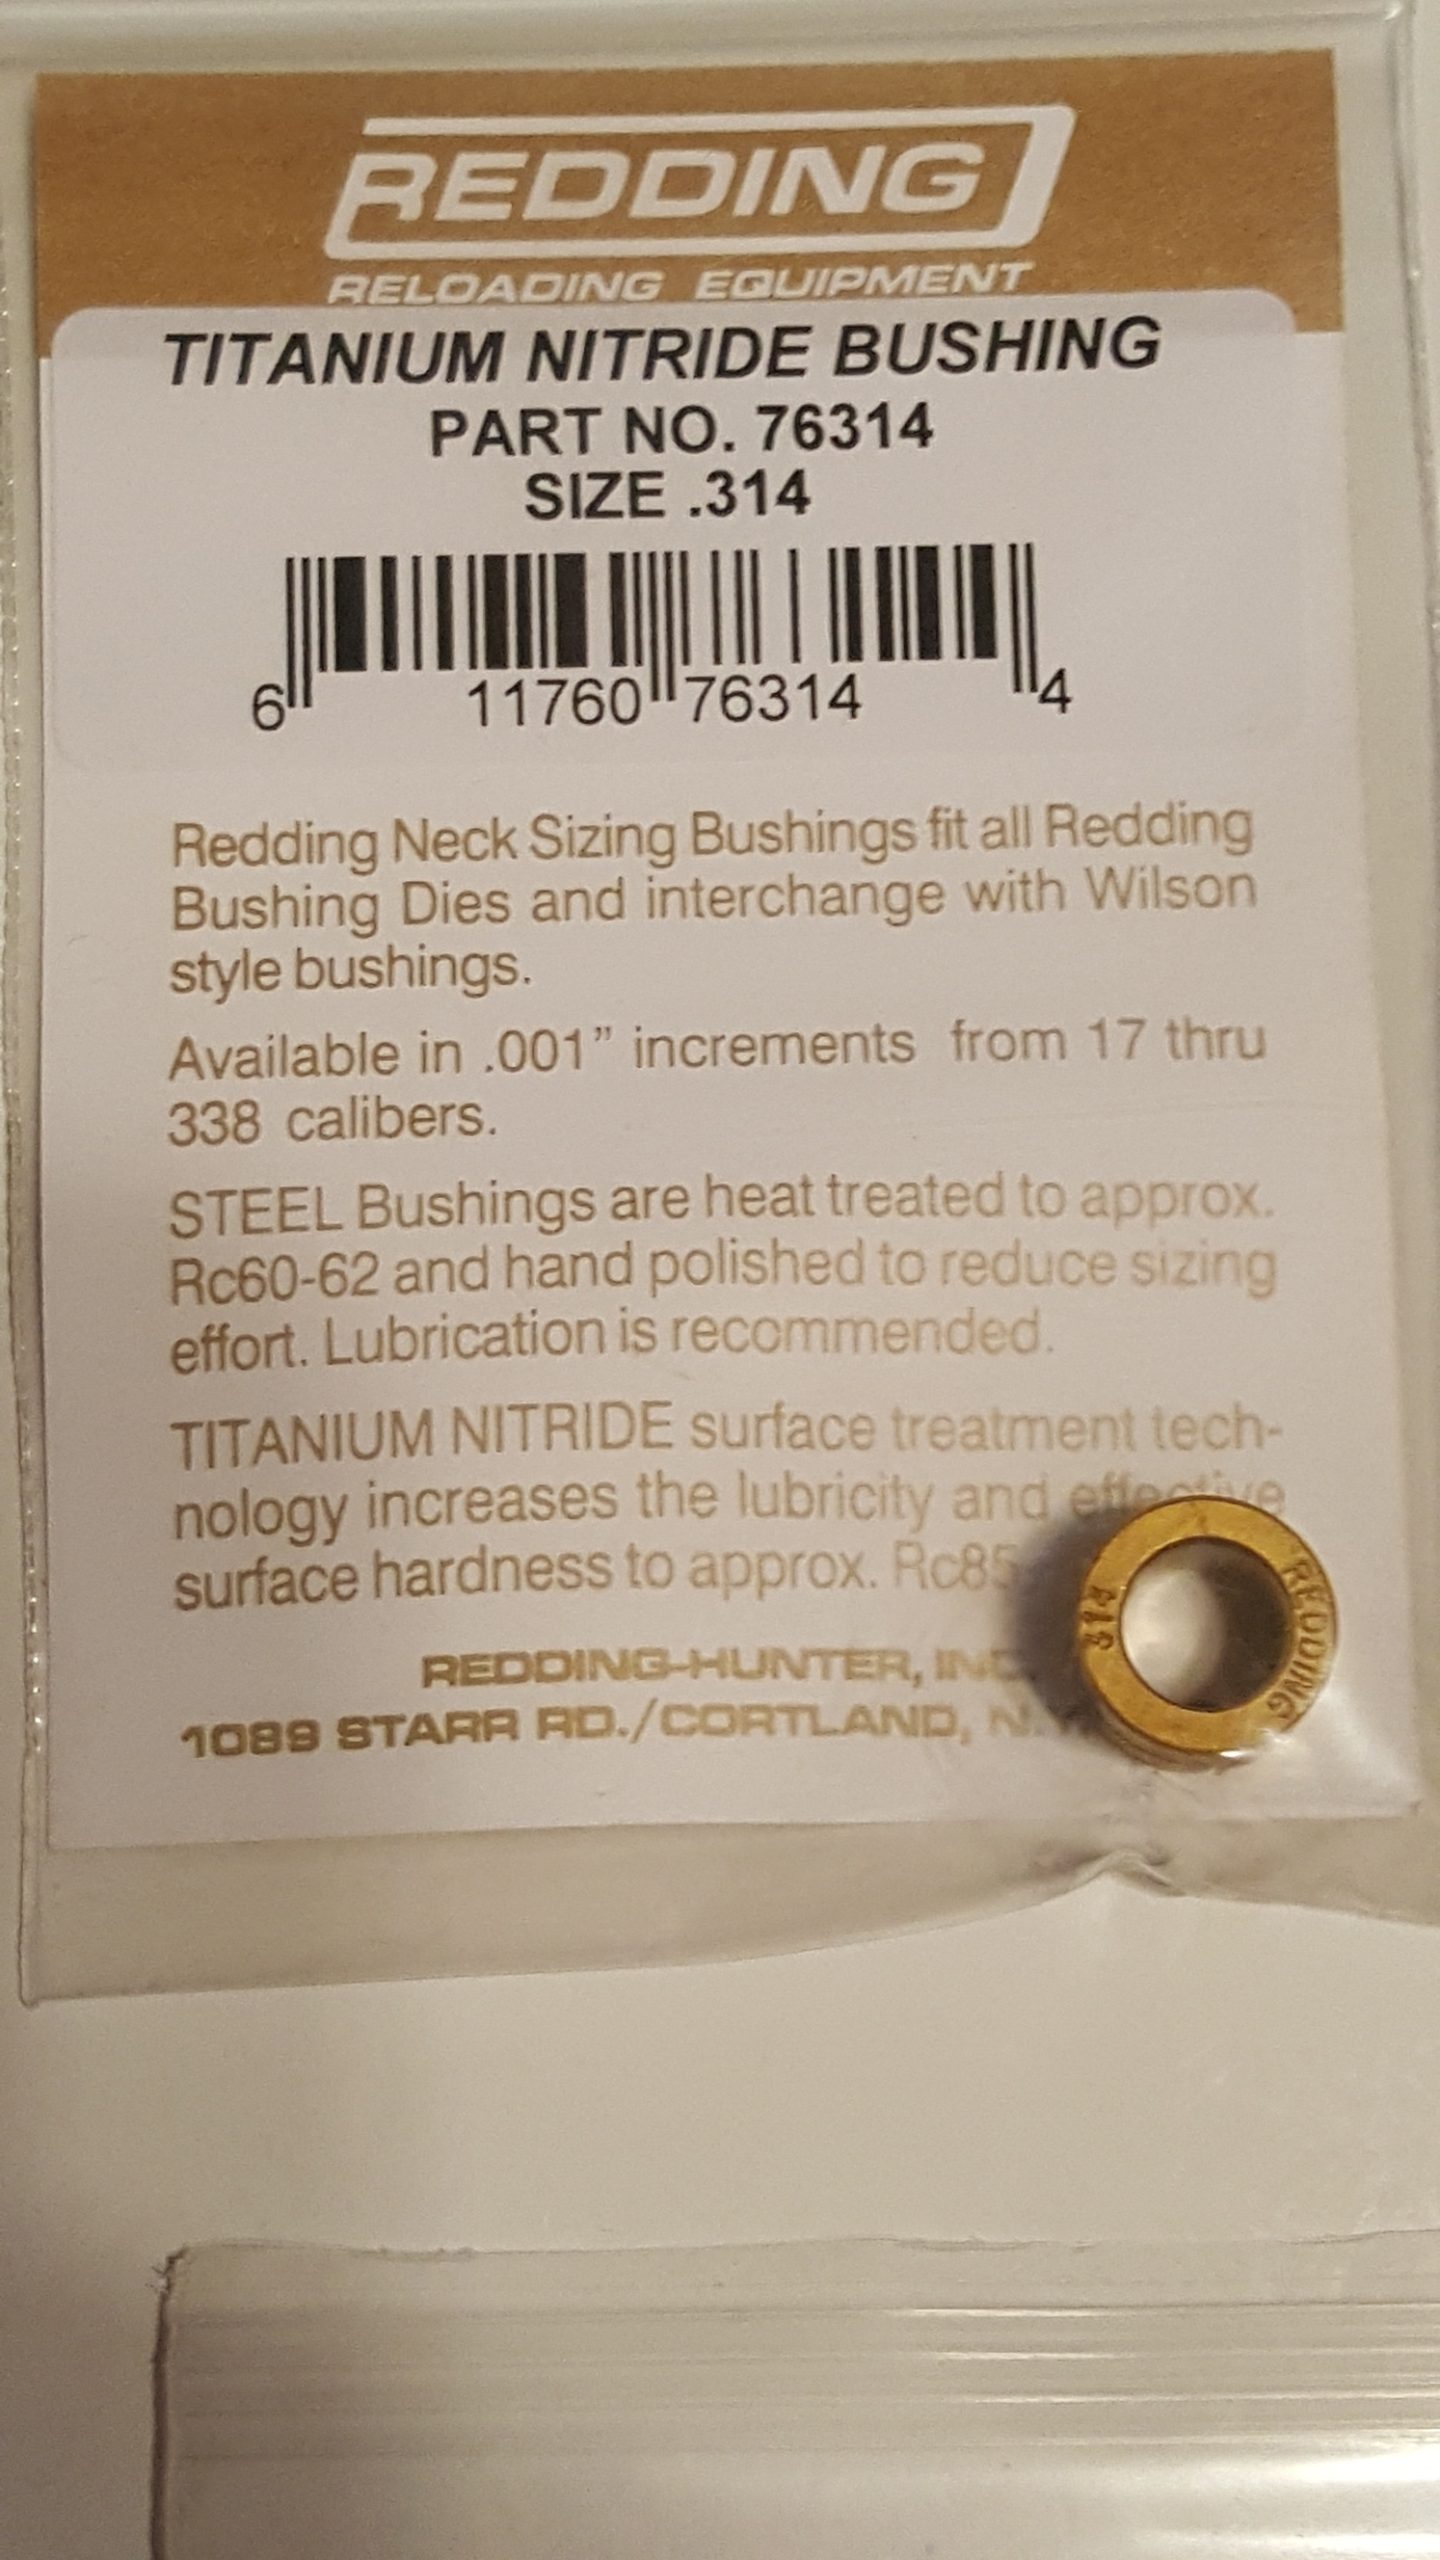 REDDING
RELOADING EQUIPMENT
TITANIUM NITRIDE BUSHING
PART NO. 76314
SIZE .314
6 11760 76314 4
Redding Neck Sizing Bushings fit all Redding
Bushing Dies and interchange with Wilson
style bushings.
Available in .001” increments from 17 thru
338 calibers.
STEEL Bushings are heat treated to approx.
Rc60-62 and hand polished to reduce sizing
effort. Lubrication is recommended.
TITANIUM NITRIDE surface treatment tech-
nology increases the lubricity and effective
surface hardness to approx. Rc85
REDDING-HUNTER, INC.
1089 STARR RD./CORTLAND, N.
314
REDDING